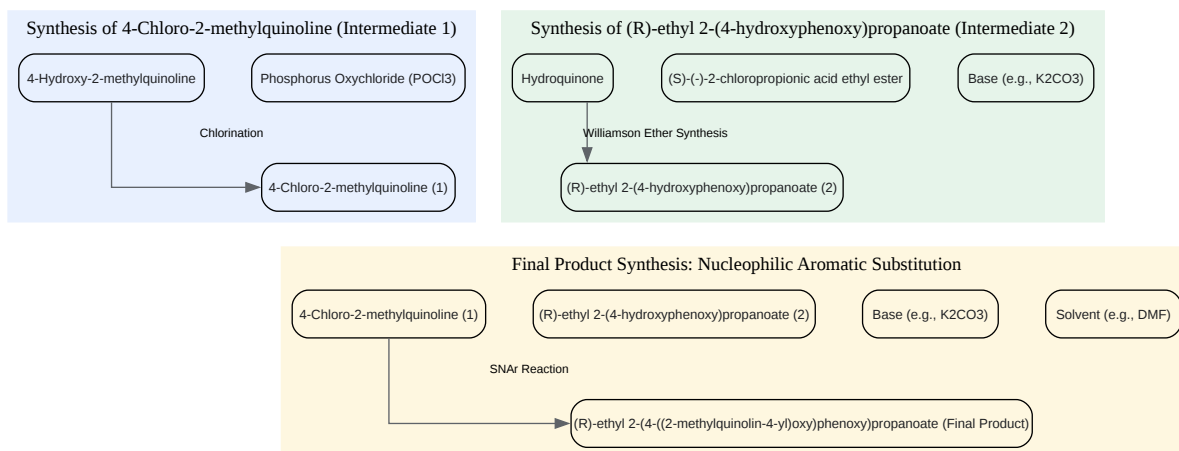 Synthesis of 4-Chloro-2-methylquinoline (Intermediate 1)
4-Hydroxy-2-methylquinoline
Phosphorus Oxychloride (POCl3)
Chlorination
4-Chloro-2-methylquinoline (1)
Synthesis of (R)-ethyl 2-(4-hydroxyphenoxy)propanoate (Intermediate 2)
Hydroquinone
(S)-(-)-2-chloropropionic acid ethyl ester
Base (e.g., K2CO3)
Williamson Ether Synthesis
(R)-ethyl 2-(4-hydroxyphenoxy)propanoate (2)
Final Product Synthesis: Nucleophilic Aromatic Substitution
4-Chloro-2-methylquinoline (1)
(R)-ethyl 2-(4-hydroxyphenoxy)propanoate (2)
Base (e.g., K2CO3)
Solvent (e.g., DMF)
SNAr Reaction
(R)-ethyl 2-(4-((2-methylquinolin-4-yl)oxy)phenoxy)propanoate (Final Product)